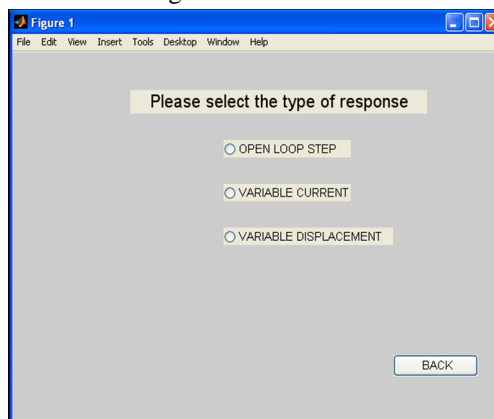 Figure 1
File Edit View Insert Tools Desktop Window Help
Please select the type of response
OPEN LOOP STEP
VARIABLE CURRENT
VARIABLE DISPLACEMENT
BACK